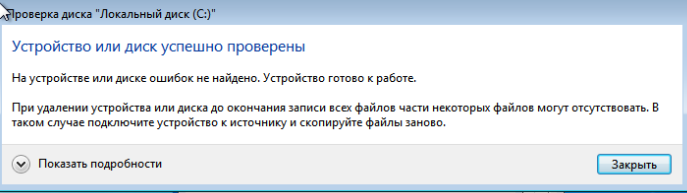 Проверка диска "Локальный диск (C:)"
Устройство или диск успешно проверены
На устройстве или диске ошибок не найдено. Устройство готово к работе.
При удалении устройства или диска до окончания записи всех файлов части некоторых файлов могут отсутствовать. В
таком случае подключите устройство к источнику и скопируйте файлы заново.
Показать подробности
Закрыть